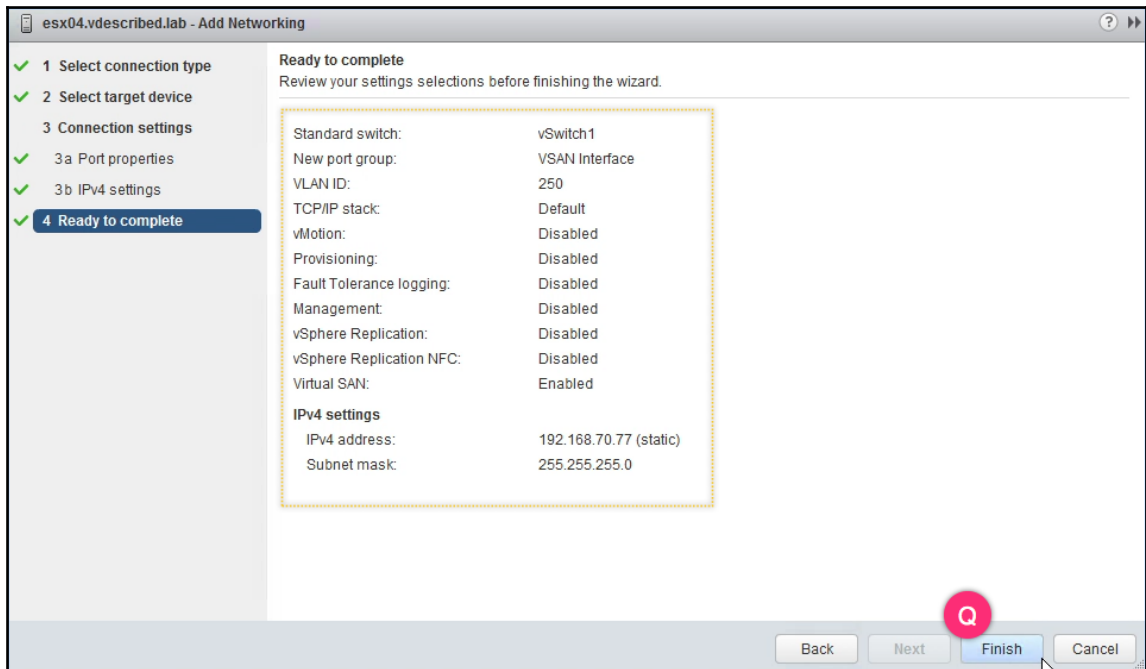 esx04.vdescribed.lab - Add Networking ?
1 Select connection type
2 Select target device
3 Connection settings
3a Port properties
3b IPv4 settings
4 Ready to complete
Ready to complete
Review your settings selections before finishing the wizard.
Standard switch: vSwitch1
New port group: VSAN Interface
VLAN ID: 250
TCP/IP stack: Default
vMotion: Disabled
Provisioning: Disabled
Fault Tolerance logging: Disabled
Management: Disabled
vSphere Replication: Disabled
vSphere Replication NFC: Disabled
Virtual SAN: Enabled
IPv4 settings
IPv4 address: 192.168.70.77 (static)
Subnet mask: 255.255.255.0
Q
Back Next Finish Cancel